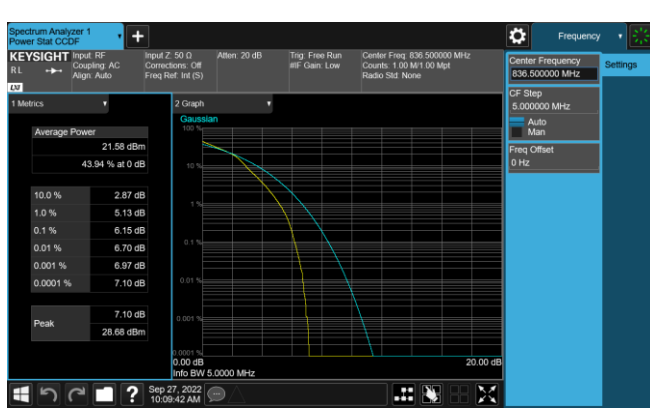 Spectrum Analyzer 1
Power Stat CCDF
Frequency
KEYSIGHT
RL
LXI
Input: RF
Coupling: AC
Align: Auto
Input Z: 50 Ω
Corrections: Off
Freq Ref: Int (S)
Atten: 20 dB
Trig: Free Run
#IF Gain: Low
Center Freq: 836.500000 MHz
Counts: 1.00 M/1.00 Mpt
Radio Std: None
Center Frequency
836.500000 MHz
Settings
CF Step
5.000000 MHz
Auto
Man
Freq Offset
0 Hz
1 Metrics
Average Power
21.58 dBm
43.94 % at 0 dB
10.0 % 2.87 dB
1.0 % 5.13 dB
0.1 % 6.15 dB
0.01 % 6.70 dB
0.001 % 6.97 dB
0.0001 % 7.10 dB
Peak
7.10 dB
28.68 dBm
2 Graph
Gaussian
100 %
10 %
1 %
0.1 %
0.01 %
0.001 %
0.0001 %
0.00 dB 20.00 dB
Info BW 5.0000 MHz
? Sep 27, 2022
10:09:42 AM